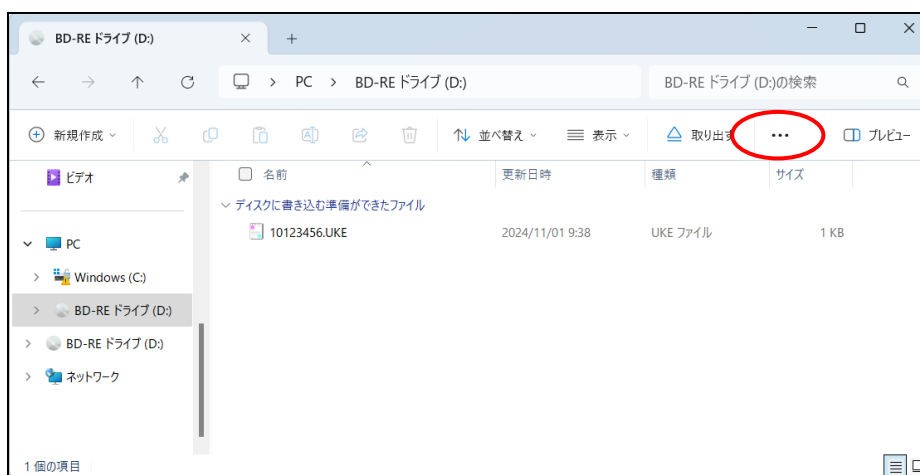 BD-RE ドライブ (D:)
PC > BD-RE ドライブ (D:)
BD-RE ドライブ (D:)の検索
新規作成
並べ替え
表示
取り出す
プレビュー
ビデオ
名前
更新日時
種類
サイズ
ディスクに書き込む準備ができたファイル
10123456.UKE
2024/11/01 9:38
UKE ファイル
1 KB
PC
Windows (C:)
BD-RE ドライブ (D:)
BD-RE ドライブ (D:)
ネットワーク
1 個の項目